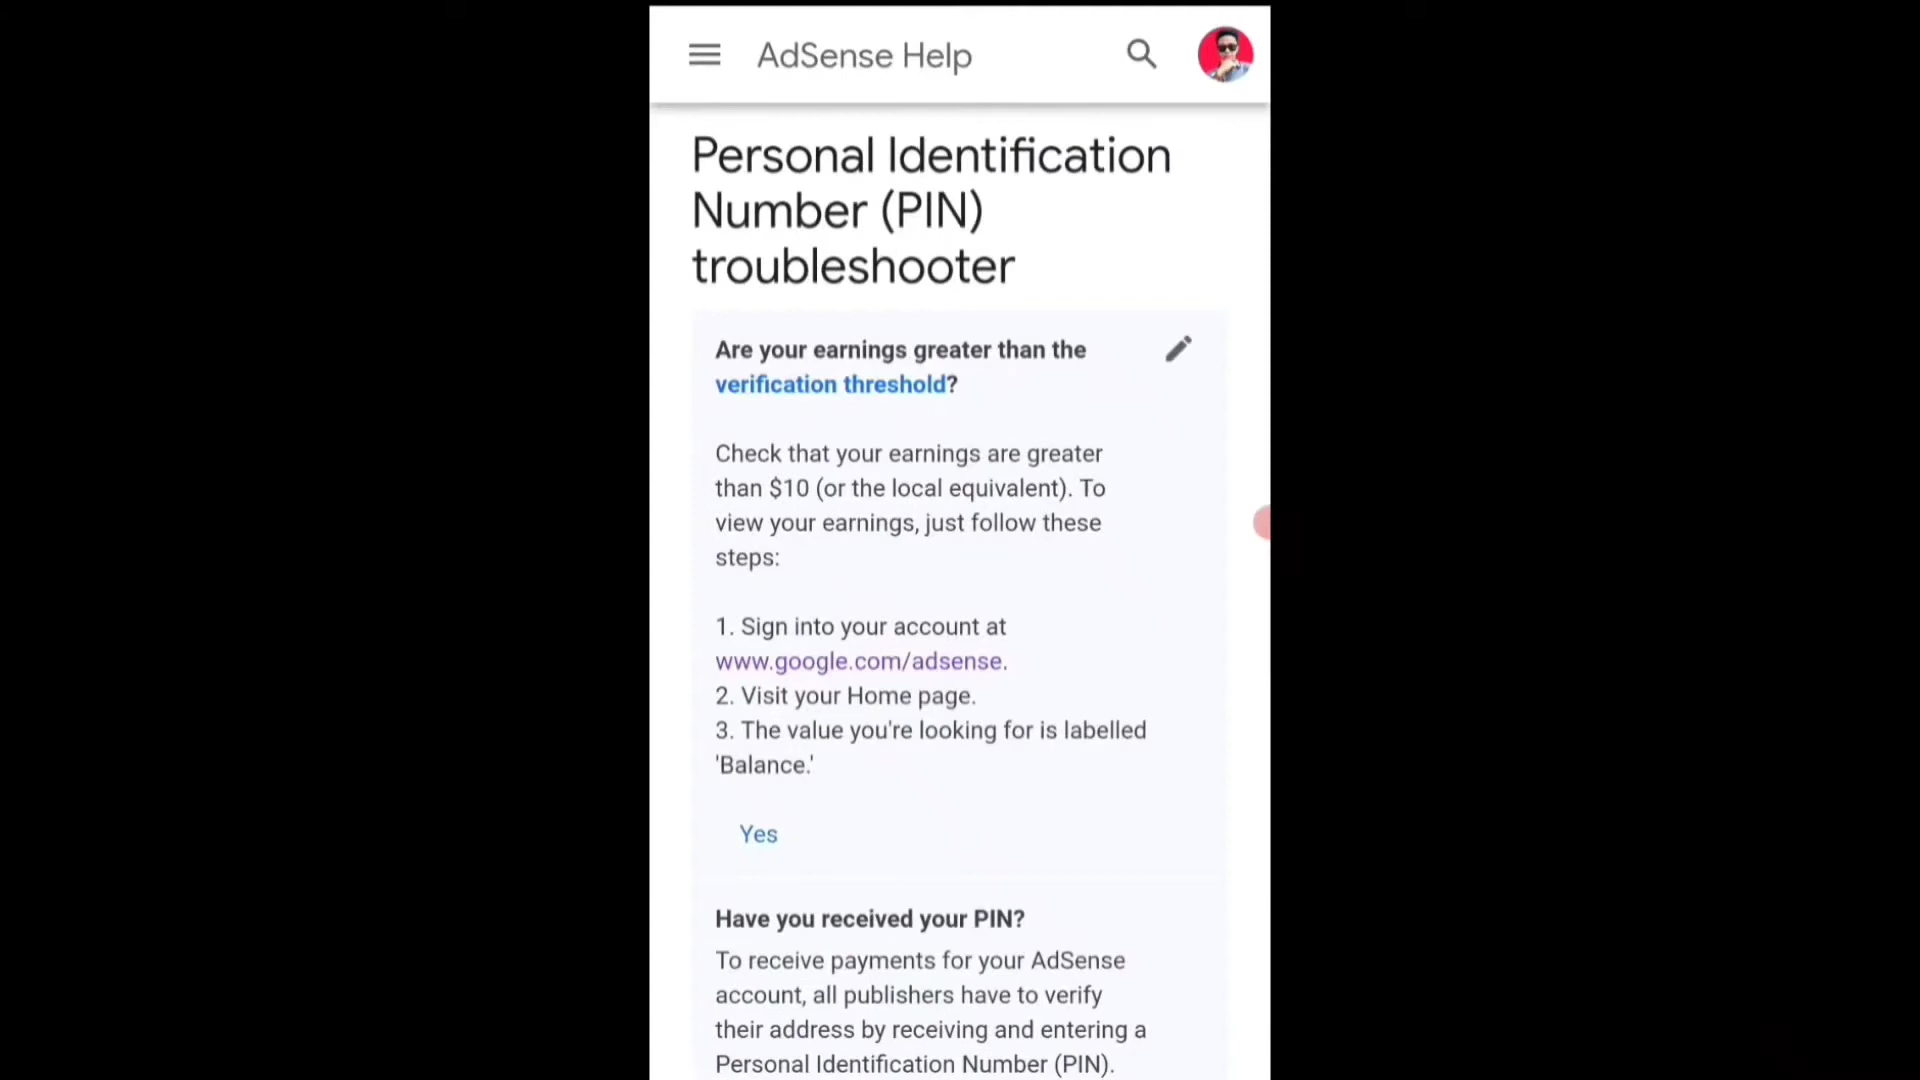 AdSense Help
Personal Identification
Number (PIN)
troubleshooter
Are your earnings greater than the
verification threshold?
Check that your earnings are greater
than $10 (or the local equivalent). To
view your earnings, just follow these
steps:
1. Sign into your account at
www.google.com/adsense.
2. Visit your Home page.
3. The value you're looking for is labelled
'Balance.'
Yes
Have you received your PIN?
To receive payments for your AdSense
account, all publishers have to verify
their address by receiving and entering a
Personal Identification Number (PIN).